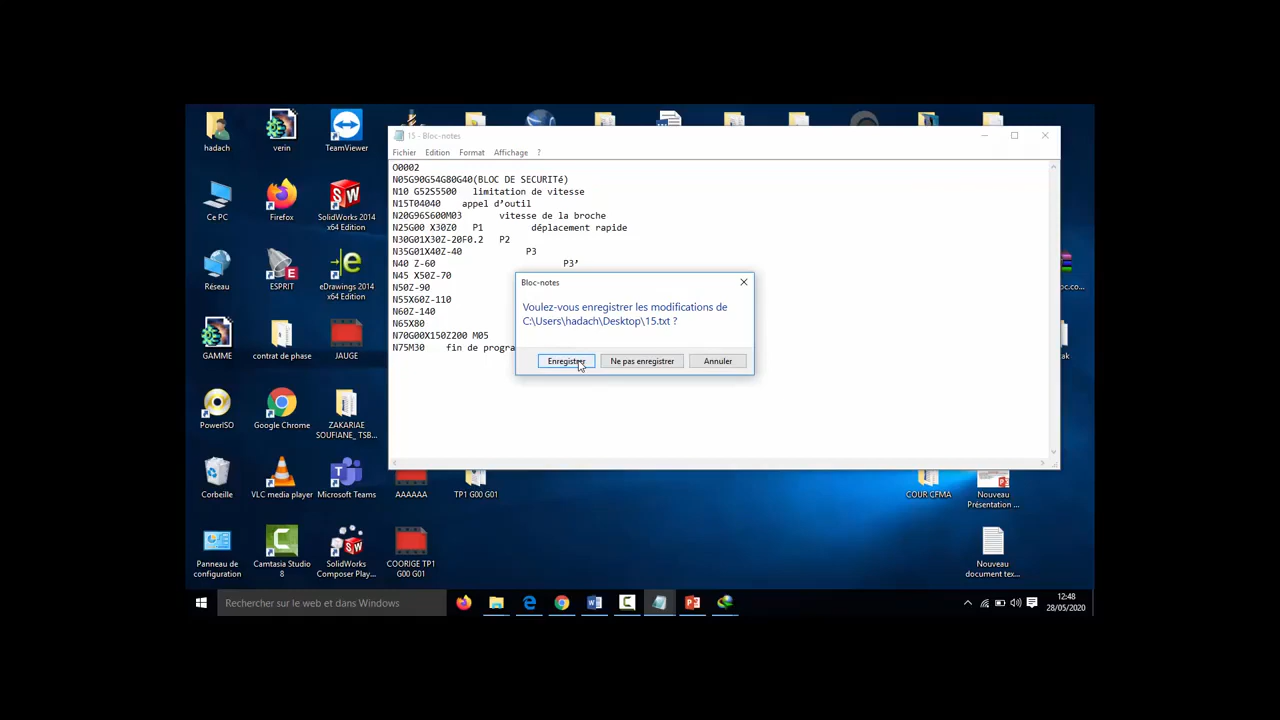 hadach
verin
TeamViewer
15 - Bloc-notes
Fichier Edition Format Affichage ?
O0002
N05G90G54G80G40(BLOC DE SECURITé)
N10 G52S5500 limitation de vitesse
N15T04040 appel d’outil
N20G96S600M03 vitesse de la broche
N25G00 X30Z0 P1 déplacement rapide
N30G01X30Z-20F0.2 P2
N35G01X40Z-40 P3
N40 Z-60 P3’
N45 X50Z-70
N50Z-90
N55X60Z-110
N60Z-140
N65X80
N70G00X150Z200 M05
N75M30 fin de progra
Bloc-notes
Voulez-vous enregistrer les modifications de
C:\Users\hadach\Desktop\15.txt ?
Enregistrer Ne pas enregistrer Annuler
Ce PC
Firefox
SolidWorks 2014
x64 Edition
Réseau
ESPRIT
eDrawings 2014
x64 Edition
co...
GAMME
contrat de phase
JAUGE
PowerISO
Google Chrome
ZAKARIAE
SOUFIANE_ TSB...
Corbeille
VLC media player
Microsoft Teams
AAAAAA
TP1 G00 G01
COUR CFMA
Nouveau
Présentation ...
Panneau de
configuration
Camtasia Studio
8
SolidWorks
Composer Play...
COORIGE TP1
G00 G01
Nouveau
document tex...
Rechercher sur le web et dans Windows
12:48
28/05/2020